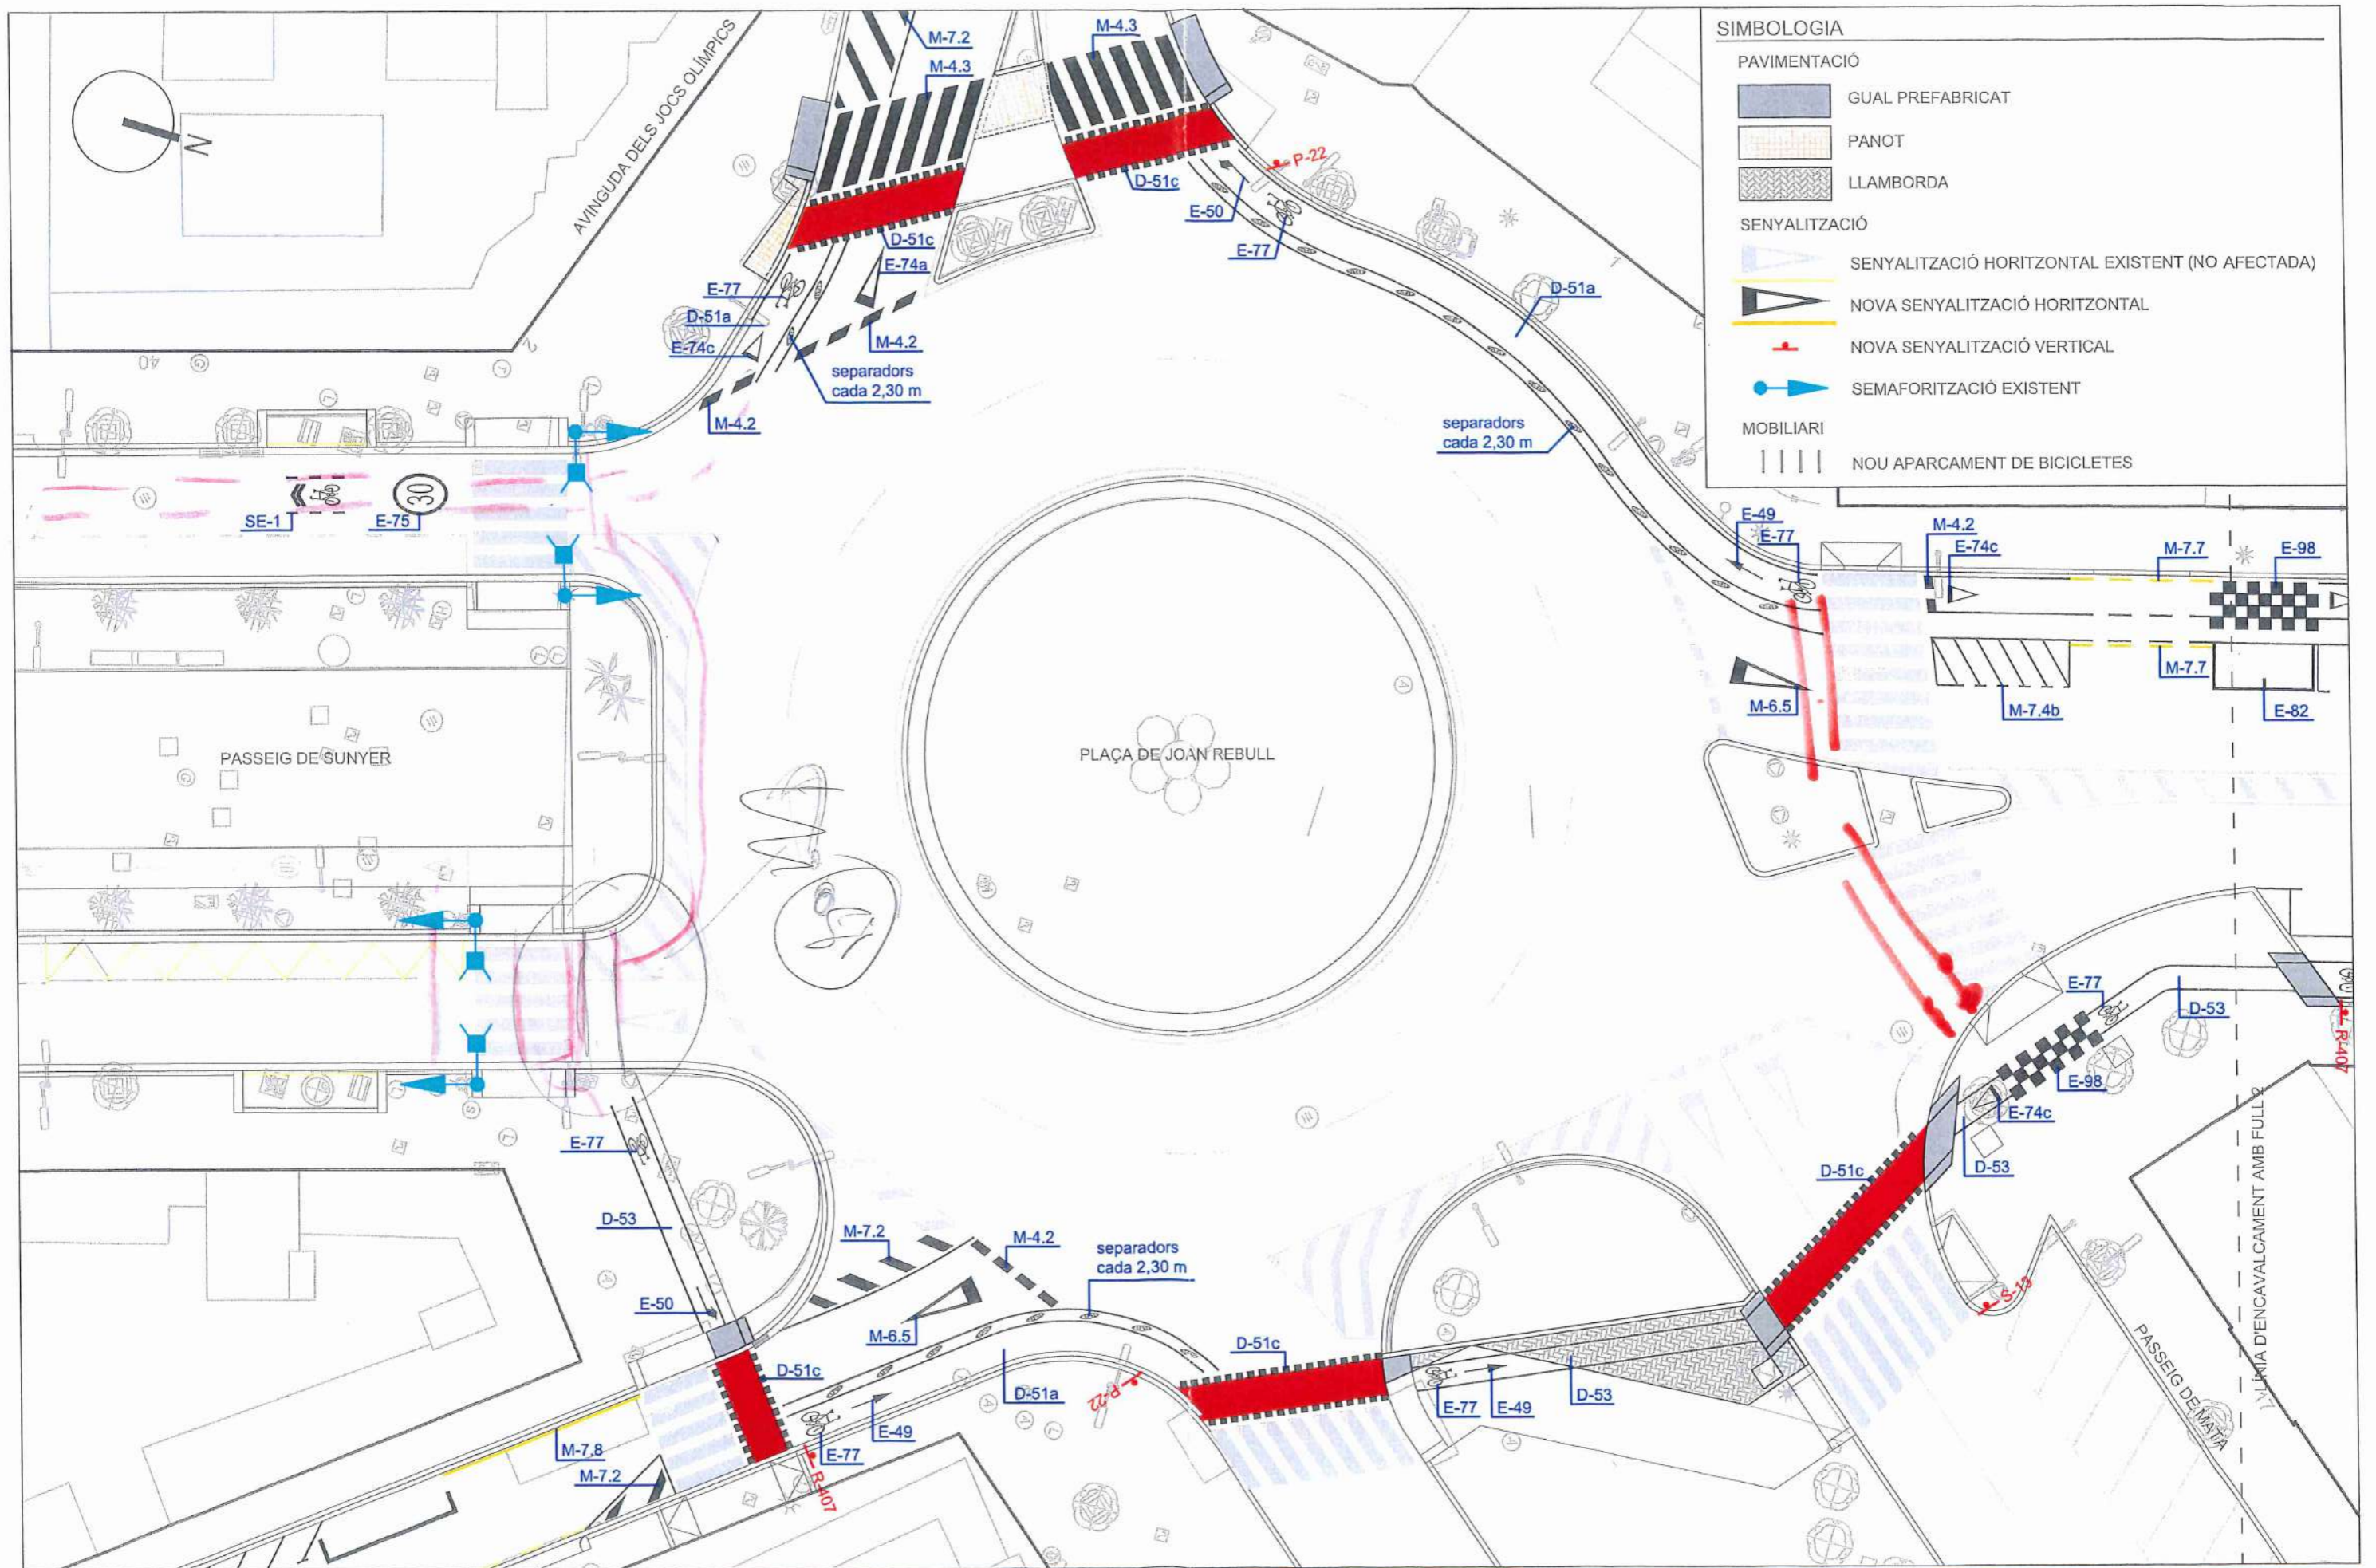 SIMBOLOGIA
PAVIMENTACIÓ
GUAL PREFABRICAT
PANOT
LLAMBORDA
SENYALITZACIÓ
SENYALITZACIÓ HORITZONTAL EXISTENT (NO AFECTADA)
NOVA SENYALITZACIÓ HORITZONTAL
NOVA SENYALITZACIÓ VERTICAL
SEMAFORITZACIÓ EXISTENT
MOBILIARI
NOU APARCAMENT DE BICICLETES
N
AVINGUDA DELS JOCS OLÍMPICS
M-7.2
M-4.3
M-4.3
D-51c
P-22
E-50
E-77
D-51c
E-74a
E-77
D-51a
E-74c
M-4.2
separadors
cada 2,30 m
M-4.2
D-51a
separadors
cada 2,30 m
40
2
30
SE-1
E-75
E-49
E-77
M-4.2
E-74c
M-7.7
E-98
M-6.5
M-7.4b
M-7.7
E-82
PASSEIG DE SUNYER
PLAÇA DE JOAN REBULL
E-77
D-53
R-407
E-98
E-74c
D-53
D-51c
LÍNIA D'ENCAVALCAMENT AMB FULL 2
S-13
PASSEIG DE MATA
E-77
D-53
M-7.2
M-4.2
separadors
cada 2,30 m
E-50
M-6.5
D-51c
D-51a
P-22
D-51c
E-77
E-49
D-53
E-49
E-77
R-407
M-7.8
M-7.2